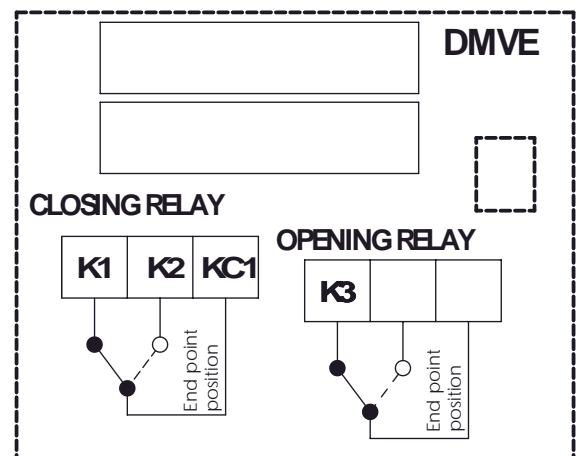 DMVE
CLOSING RELAY
K1 K2 KC1
End point
position
OPENING RELAY
K3
End point
position